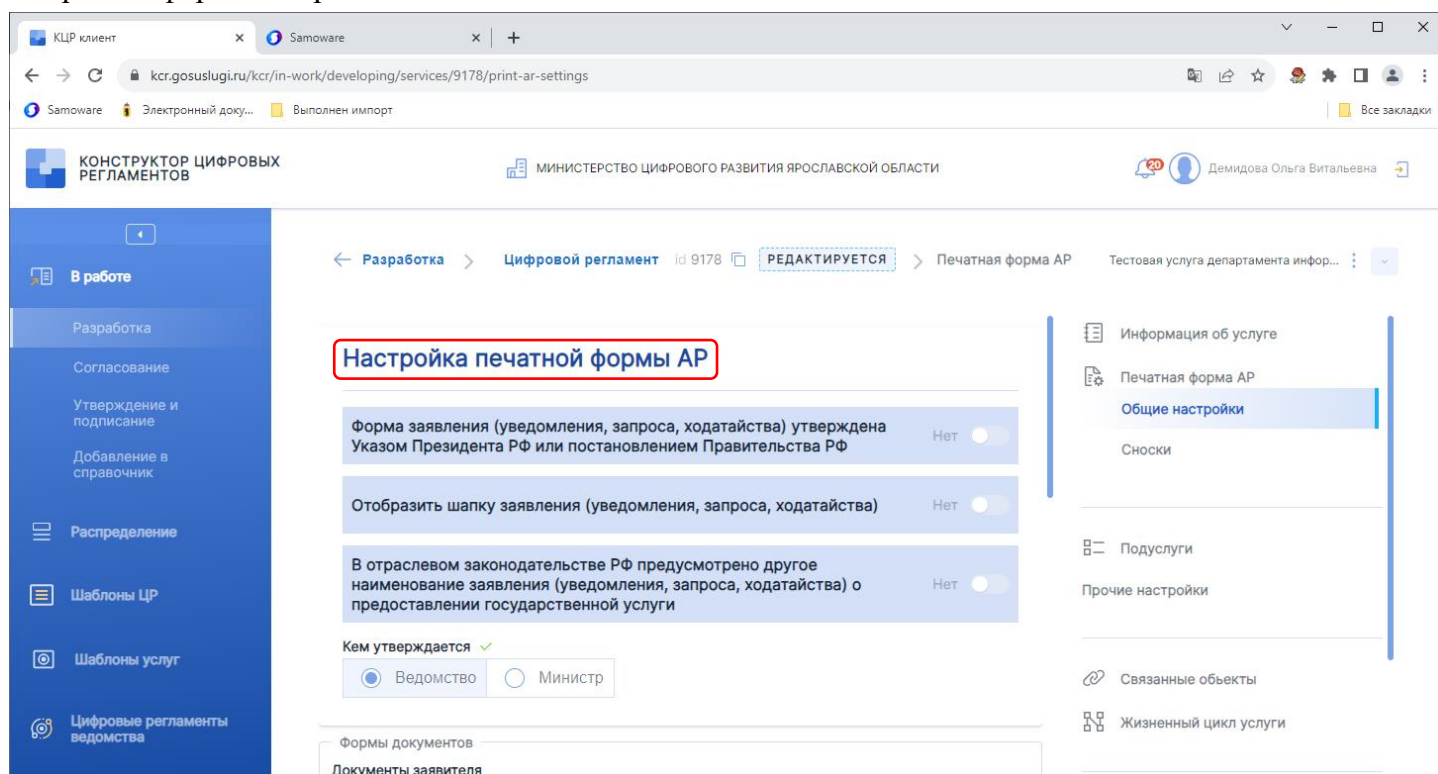 КЦР клиент
Samoware
kcr.gosuslugi.ru/kcr/in-work/developing/services/9178/print-ar-settings
Samoware
Электронный доку...
Выполнен импорт
Все закладки
КОНСТРУКТОР ЦИФРОВЫХ
РЕГЛАМЕНТОВ
МИНИСТЕРСТВО ЦИФРОВОГО РАЗВИТИЯ ЯРОСЛАВСКОЙ ОБЛАСТИ
20
Демидова Ольга Витальевна
В работе
Разработка
Согласование
Утверждение и
подписание
Добавление в
справочник
Распределение
Шаблоны ЦР
Шаблоны услуг
Цифровые регламенты
ведомства
Разработка
Цифровой регламент
id 9178
РЕДАКТИРУЕТСЯ
Печатная форма АР
Тестовая услуга департамента инфор...
Настройка печатной формы АР
Форма заявления (уведомления, запроса, ходатайства) утверждена
Указом Президента РФ или постановлением Правительства РФ
Нет
Отобразить шапку заявления (уведомления, запроса, ходатайства)
Нет
В отраслевом законодательстве РФ предусмотрено другое
наименование заявления (уведомления, запроса, ходатайства) о
предоставлении государственной услуги
Нет
Кем утверждается
Ведомство
Министр
Формы документов
Документы заявителя
Информация об услуге
Печатная форма АР
Общие настройки
Сноски
Подуслуги
Прочие настройки
Связанные обьекты
Жизненный цикл услуги